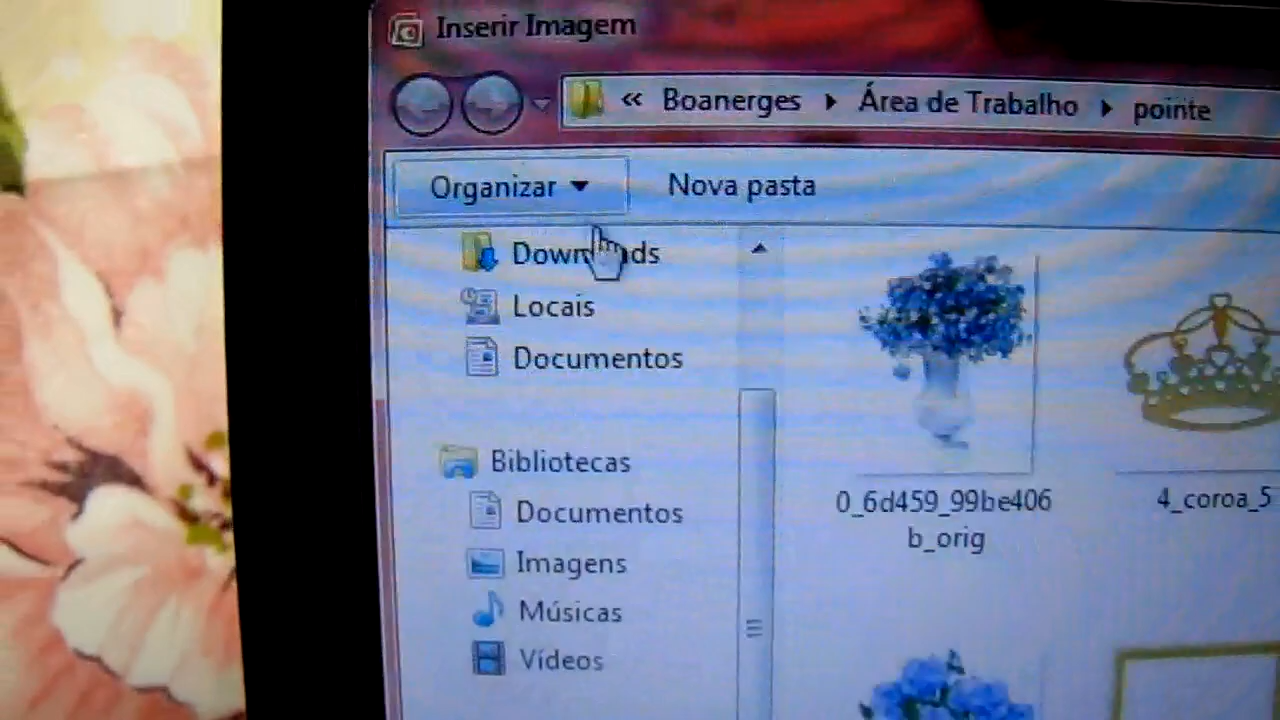 Inserir Imagem
« Boanerges ▸ Área de Trabalho ▸ pointe
Organizar ▾ Nova pasta
Downloads
Locais
Documentos
Bibliotecas
Documentos
Imagens
Músicas
Vídeos
0_6d459_99be406
b_orig
4_coroa_5